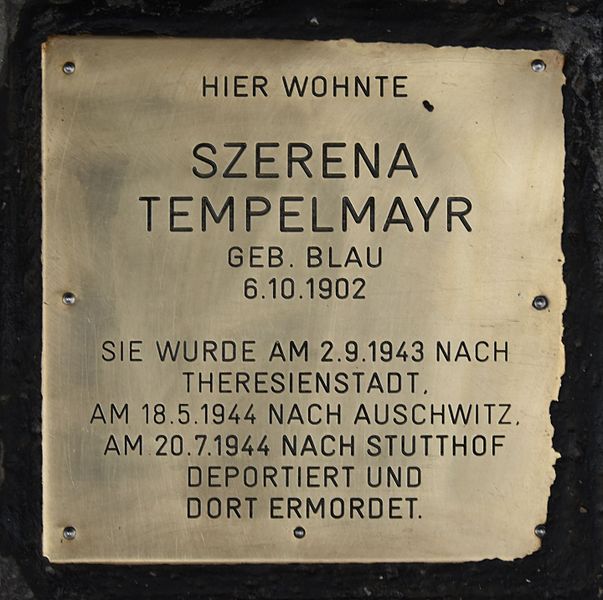 HIER WOHNTE
SZERENA
TEMPELMAYR
GEB. BLAU
6.10.1902
SIE WURDE AM 2.9.1943 NACH
THERESIENSTADT,
AM 18.5.1944 NACH AUSCHWITZ,
AM 20.7.1944 NACH STUTTHOF
DEPORTIERT UND
DORT ERMORDET.